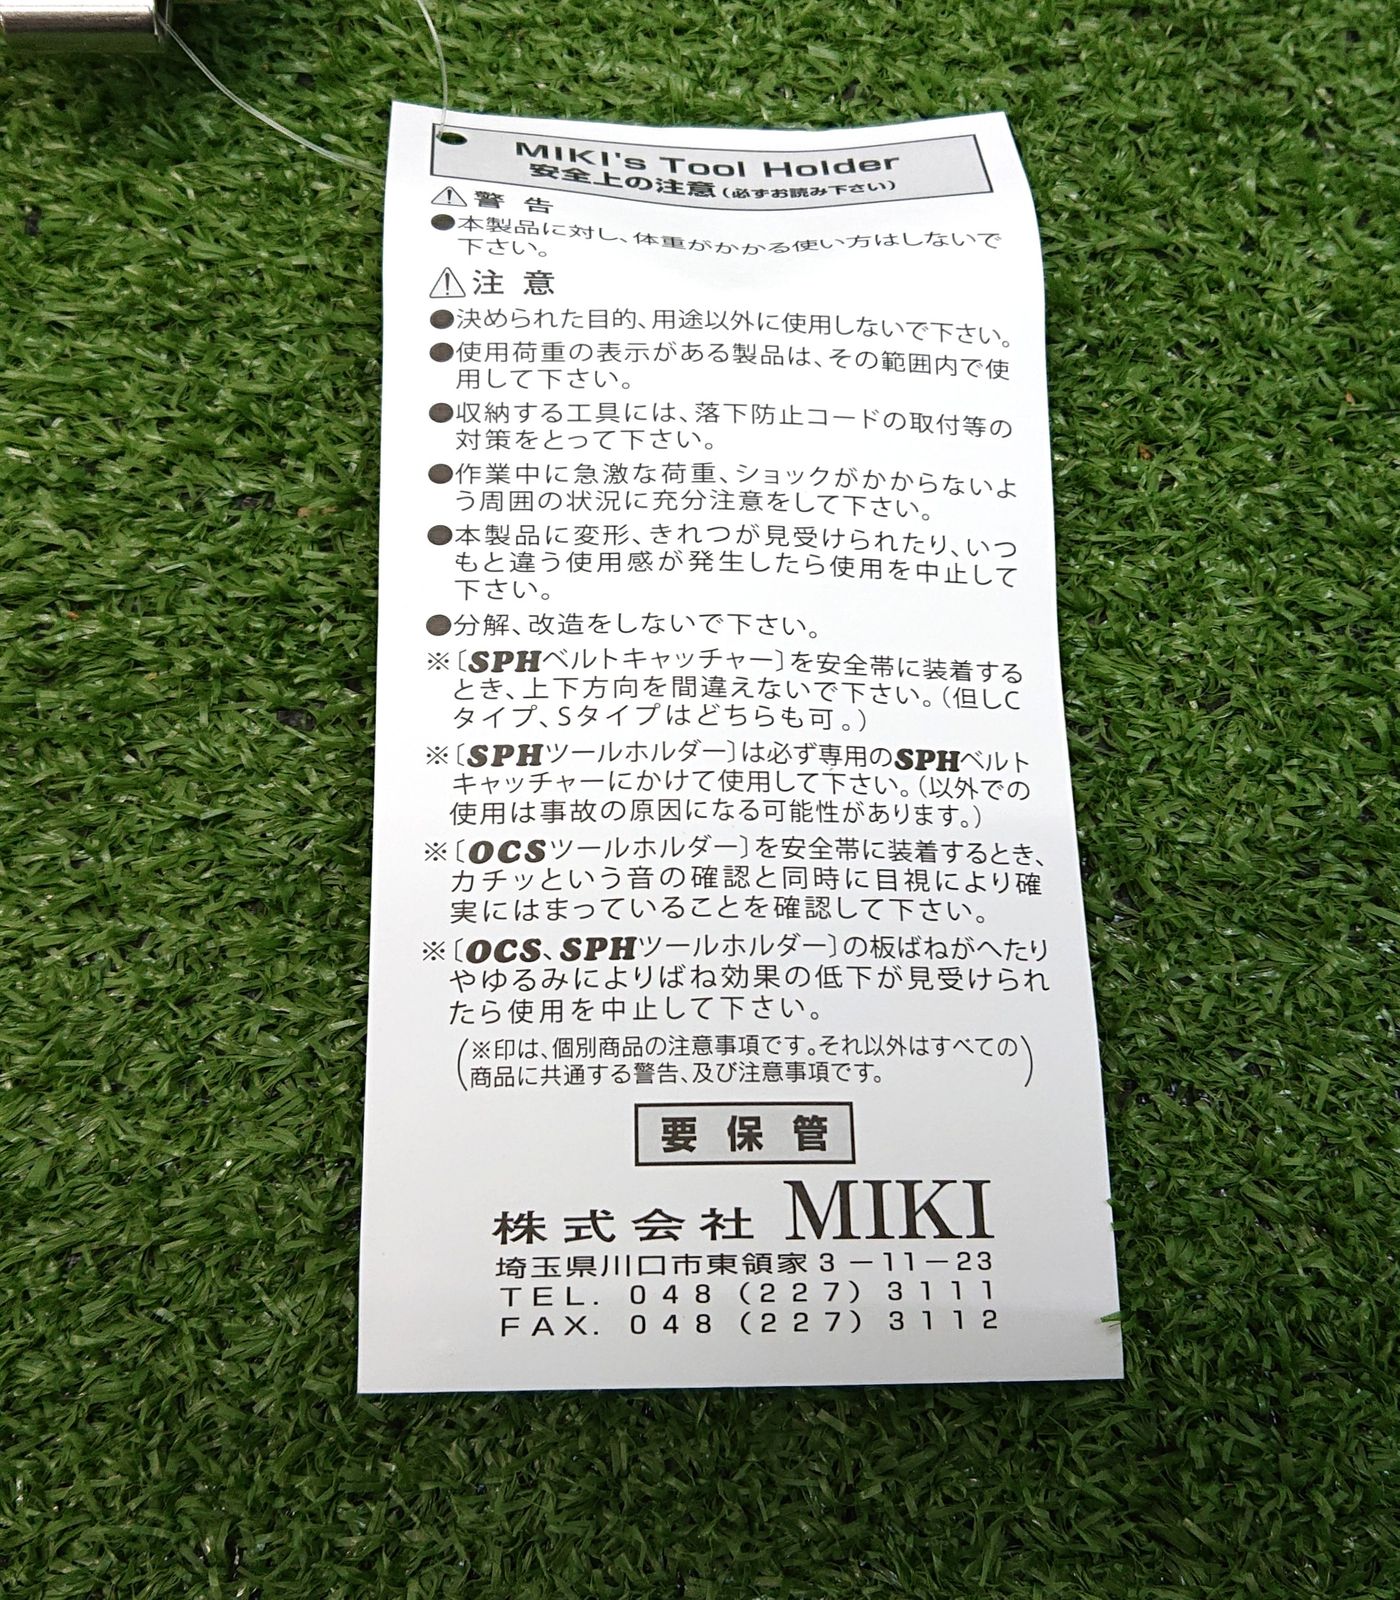 MIKI's Tool Holder
安全上の注意(必ずお読み下さい)
⚠警告
●本製品に対し、体重がかかる使い方はしないで
下さい。
⚠注意
●決められた目的、用途以外に使用しないで下さい。
●使用荷重の表示がある製品は、その範囲内で使
用して下さい。
●収納する工具には、落下防止コードの取付等の
対策をとって下さい。
●作業中に急激な荷重、ショックがかからないよ
う周囲の状況に充分注意をして下さい。
●本製品に変形、きれつが見受けられたり、いつ
もと違う使用感が発生したら使用を中止して
下さい。
●分解、改造をしないで下さい。
※〔SPHベルトキャッチャー〕を安全帯に装着する
とき、上下方向を間違えないで下さい。(但しC
タイプ、Sタイプはどちらも可。)
※〔SPHツールホルダー〕は必ず専用のSPHベルト
キャッチャーにかけて使用して下さい。(以外での
使用は事故の原因になる可能性があります。)
※〔OCSツールホルダー〕を安全帯に装着するとき、
カチッという音の確認と同時に目視により確
実にはまっていることを確認して下さい。
※〔OCS、SPHツールホルダー〕の板ばねがへたり
やゆるみによりばね効果の低下が見受けられ
たら使用を中止して下さい。
(※印は、個別商品の注意事項です。それ以外はすべての
商品に共通する警告、及び注意事項です。)
要保管
株式会社 MIKI
埼玉県川口市東領家3-11-23
TEL. 048(227)3111
FAX. 048(227)3112